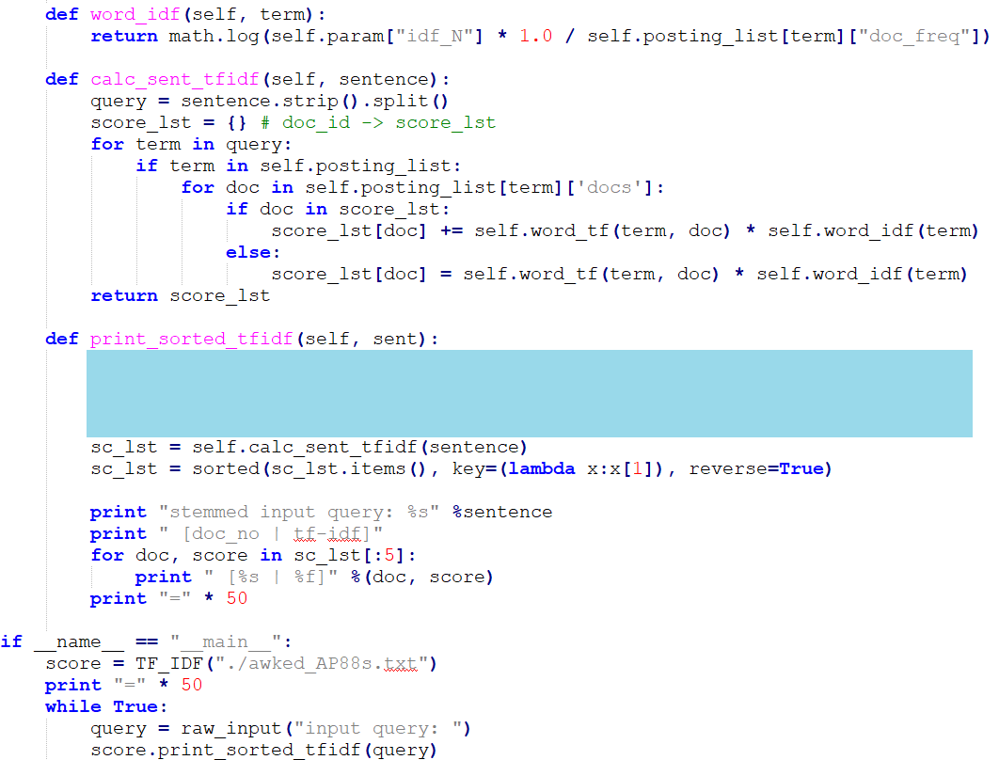 def word_idf(self, term):
        return math.log(self.param["idf_N"] * 1.0 / self.posting_list[term]["doc_freq"])

    def calc_sent_tfidf(self, sentence):
        query = sentence.strip().split()
        score_lst = {} # doc_id -> score_lst
        for term in query:
            if term in self.posting_list:
                for doc in self.posting_list[term]['docs']:
                    if doc in score_lst:
                        score_lst[doc] += self.word_tf(term, doc) * self.word_idf(term)
                    else:
                        score_lst[doc] = self.word_tf(term, doc) * self.word_idf(term)
        return score_lst

    def print_sorted_tfidf(self, sent):
        sc_lst = self.calc_sent_tfidf(sentence)
        sc_lst = sorted(sc_lst.items(), key=(lambda x:x[1]), reverse=True)

        print "stemmed input query: %s" %sentence
        print " [doc_no | tf-idf]"
        for doc, score in sc_lst[:5]:
            print " [%s | %f]" %(doc, score)
        print "=" * 50

if __name__ == "__main__":
    score = TF_IDF("./awked_AP88s.txt")
    print "=" * 50
    while True:
        query = raw_input("input query: ")
        score.print_sorted_tfidf(query)